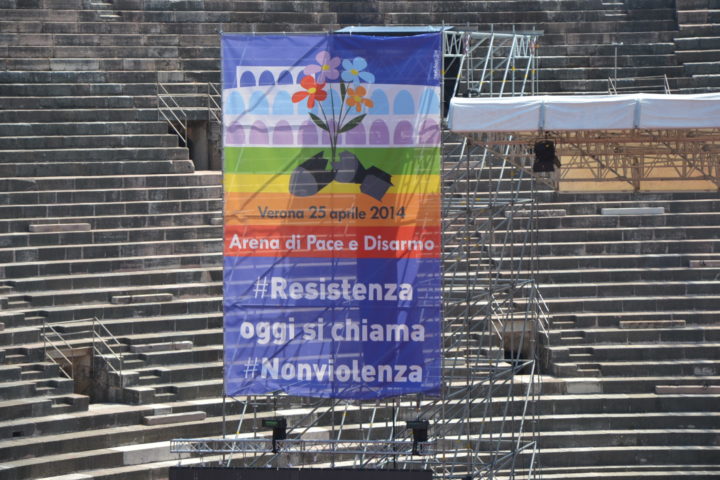 Verona 25 aprile 2014
Arena di Pace e Disarmo
#Resistenza
oggi si chiama
#Nonviolenza